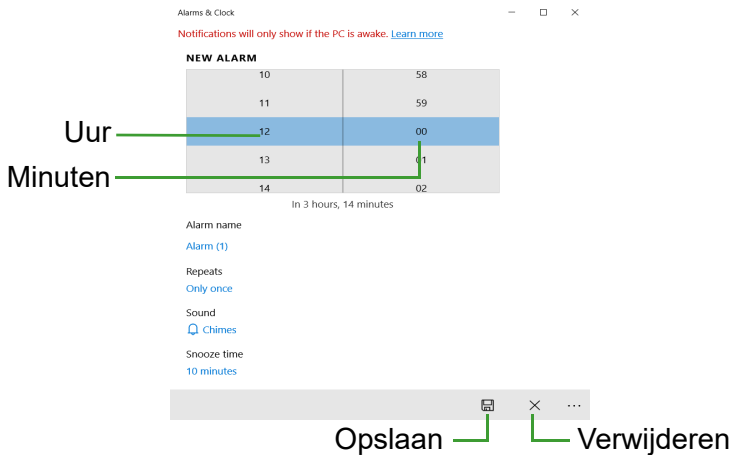 Alarms & Clock
Notifications will only show if the PC is awake. Learn more
NEW ALARM
10 58
11 59
Uur 12 00
13 01
Minuten
14 02
In 3 hours, 14 minutes
Alarm name
Alarm (1)
Repeats
Only once
Sound
Chimes
Snooze time
10 minutes
Opslaan Verwijderen